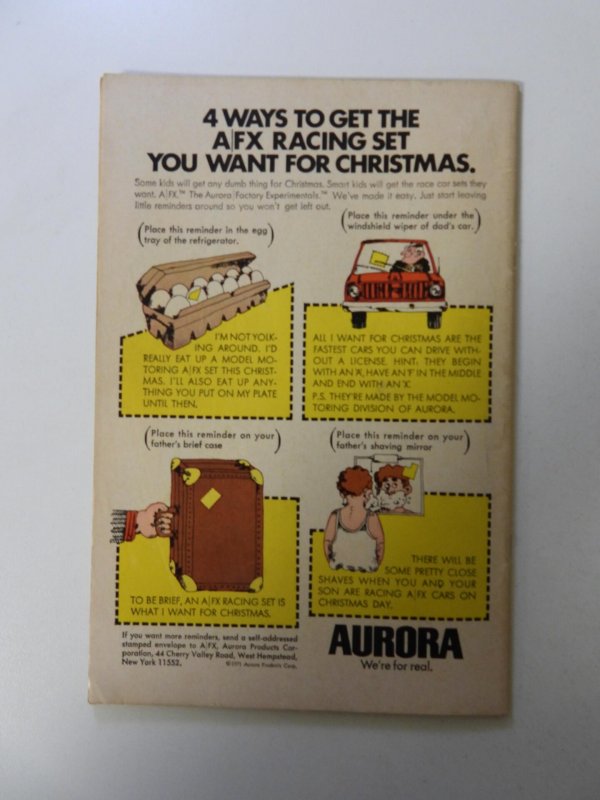 4 WAYS TO GET THE
A|FX RACING SET
YOU WANT FOR CHRISTMAS.
Some kids will get any dumb thing for Christmas. Smart kids will get the race car sets they
want. A|FX.™ The Aurora Factory Experimentals.™ We've made it easy. Just start leaving
little reminders around so you won't get left out.
(Place this reminder in the egg
tray of the refrigerator.)
I'M NOT YOLK-
ING AROUND. I'D
REALLY EAT UP A MODEL MO-
TORING A|FX SET THIS CHRIST-
MAS. I'LL ALSO EAT UP ANY-
THING YOU PUT ON MY PLATE
UNTIL THEN.
(Place this reminder under the
windshield wiper of dad's car.)
ALL I WANT FOR CHRISTMAS ARE THE
FASTEST CARS YOU CAN DRIVE WITH-
OUT A LICENSE. HINT: THEY BEGIN
WITH AN 'A', HAVE AN 'F' IN THE MIDDLE
AND END WITH AN 'X'.
P.S. THEY'RE MADE BY THE MODEL MO-
TORING DIVISION OF AURORA.
(Place this reminder on your
father's brief case)
TO BE BRIEF, AN A|FX RACING SET IS
WHAT I WANT FOR CHRISTMAS.
(Place this reminder on your
father's shaving mirror)
THERE WILL BE
SOME PRETTY CLOSE
SHAVES WHEN YOU AND YOUR
SON ARE RACING A|FX CARS ON
CHRISTMAS DAY.
If you want more reminders, send a self-addressed
stamped envelope to A|FX, Aurora Products Cor-
poration, 44 Cherry Valley Road, West Hempstead,
New York 11552.
©1971 Aurora Products Corp.
AURORA
We're for real.